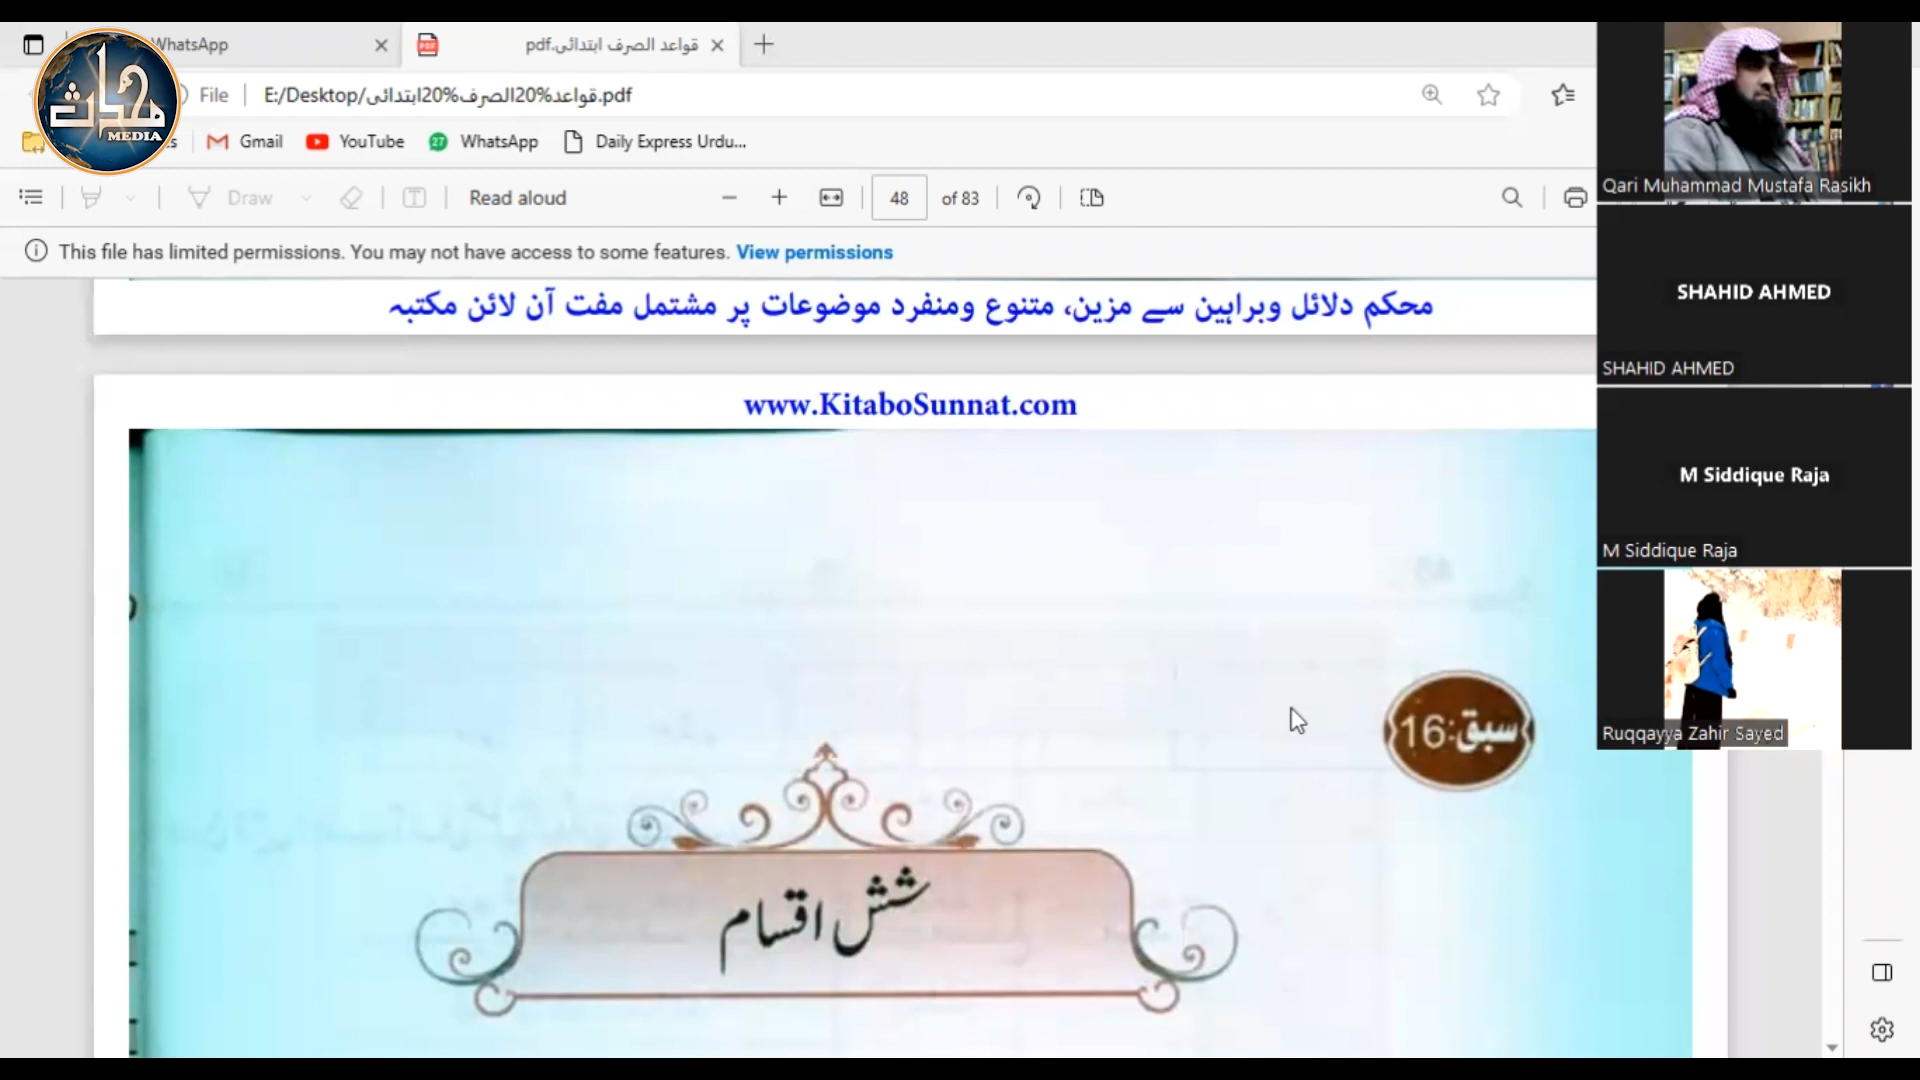 WhatsApp
قواعد الصرف ابتدائی.pdf
File
E:/Desktop/قواعد%20الصرف%20ابتدائی.pdf
محدث
MEDIA
Gmail
YouTube
27
WhatsApp
Daily Express Urdu...
Draw
Read aloud
48
of 83
This file has limited permissions. You may not have access to some features. View permissions
محکم دلائل وبراہین سے مزین، متنوع ومنفرد موضوعات پر مشتمل مفت آن لائن مکتبہ
www.KitaboSunnat.com
سبق:16
شش اقسام
Qari Muhammad Mustafa Rasikh
SHAHID AHMED
SHAHID AHMED
M Siddique Raja
M Siddique Raja
Ruqqayya Zahir Sayed